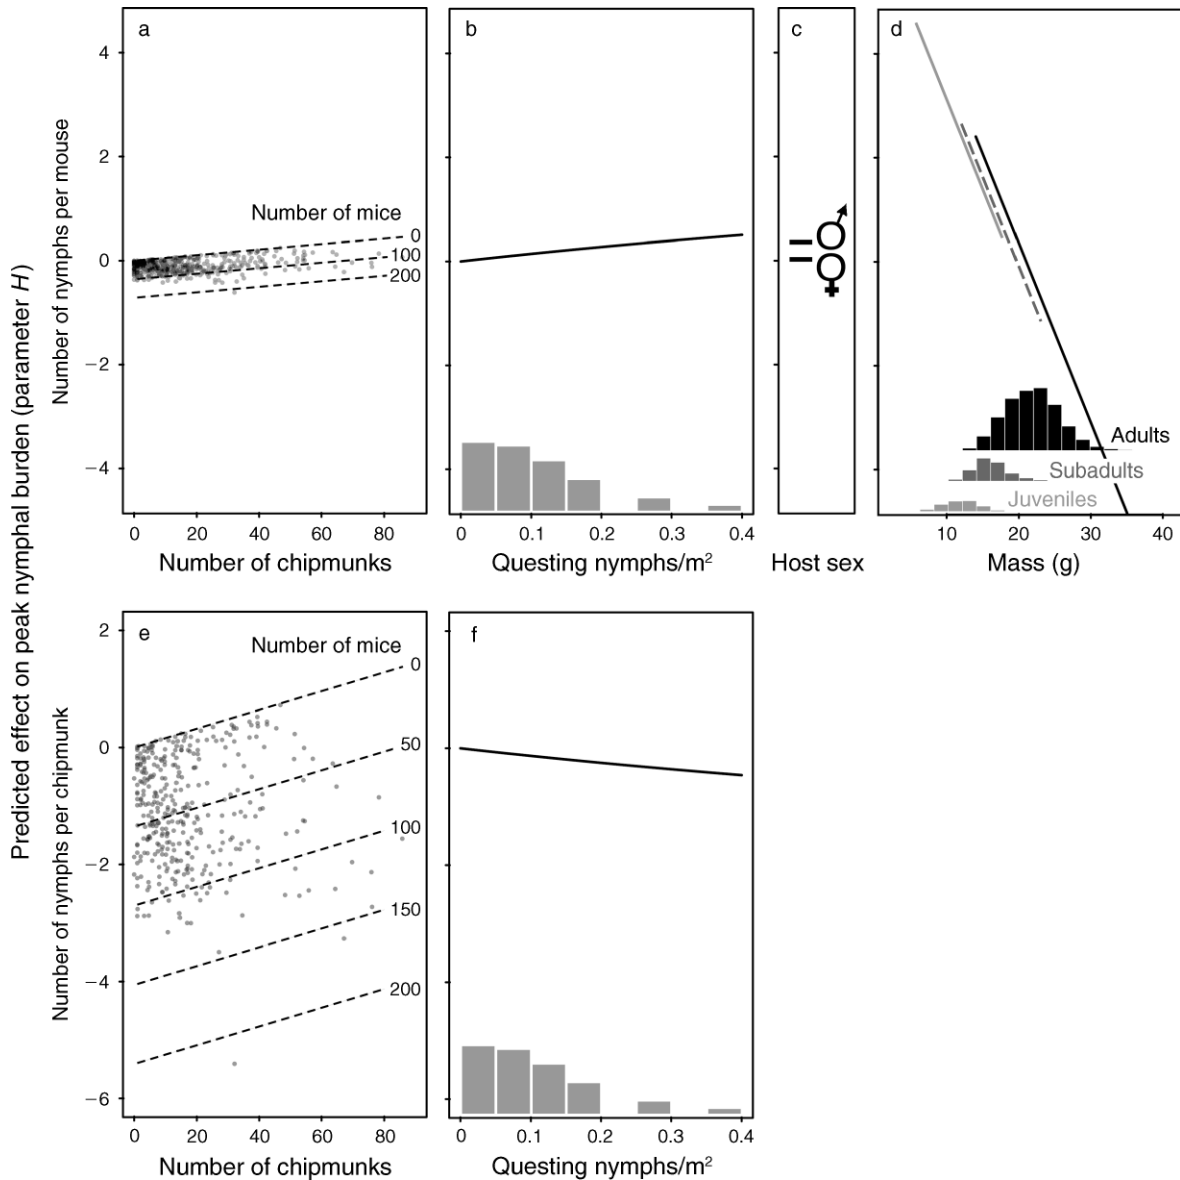 Predicted effect on peak nymphal burden (parameter H)
Number of nymphs per mouse
a
4
2
0
−2
−4
Number of mice
0
100
200
0 20 40 60 80
Number of chipmunks
b
0 0.1 0.2 0.3 0.4
Questing nymphs/m²
c
♂
♀
Host sex
d
Adults
Subadults
Juveniles
10 20 30 40
Mass (g)
Number of nymphs per chipmunk
e
2
0
−2
−4
−6
Number of mice
0
50
100
150
200
0 20 40 60 80
Number of chipmunks
f
0 0.1 0.2 0.3 0.4
Questing nymphs/m²